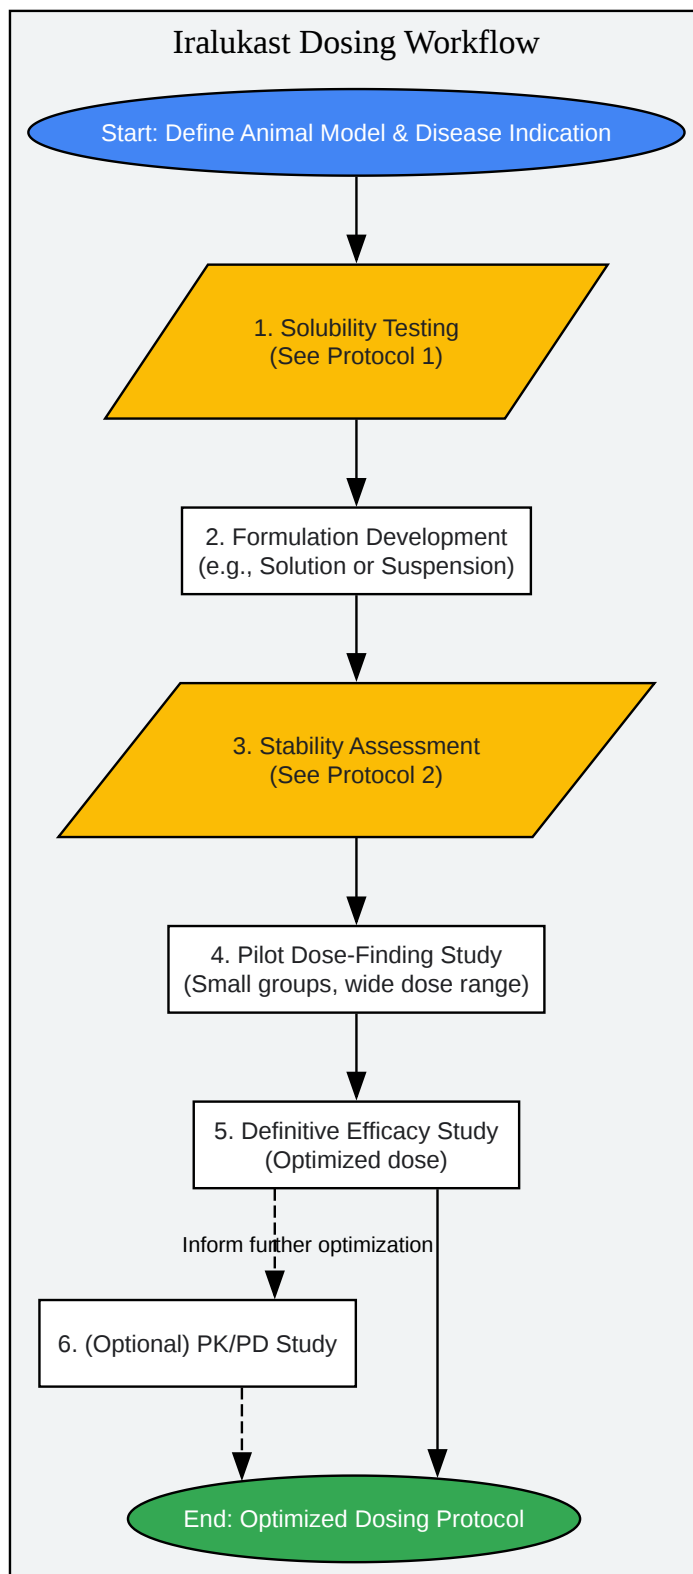 Iralukast Dosing Workflow
Start: Define Animal Model & Disease Indication
1. Solubility Testing
(See Protocol 1)
2. Formulation Development
(e.g., Solution or Suspension)
3. Stability Assessment
(See Protocol 2)
4. Pilot Dose-Finding Study
(Small groups, wide dose range)
5. Definitive Efficacy Study
(Optimized dose)
Inform further optimization
6. (Optional) PK/PD Study
End: Optimized Dosing Protocol